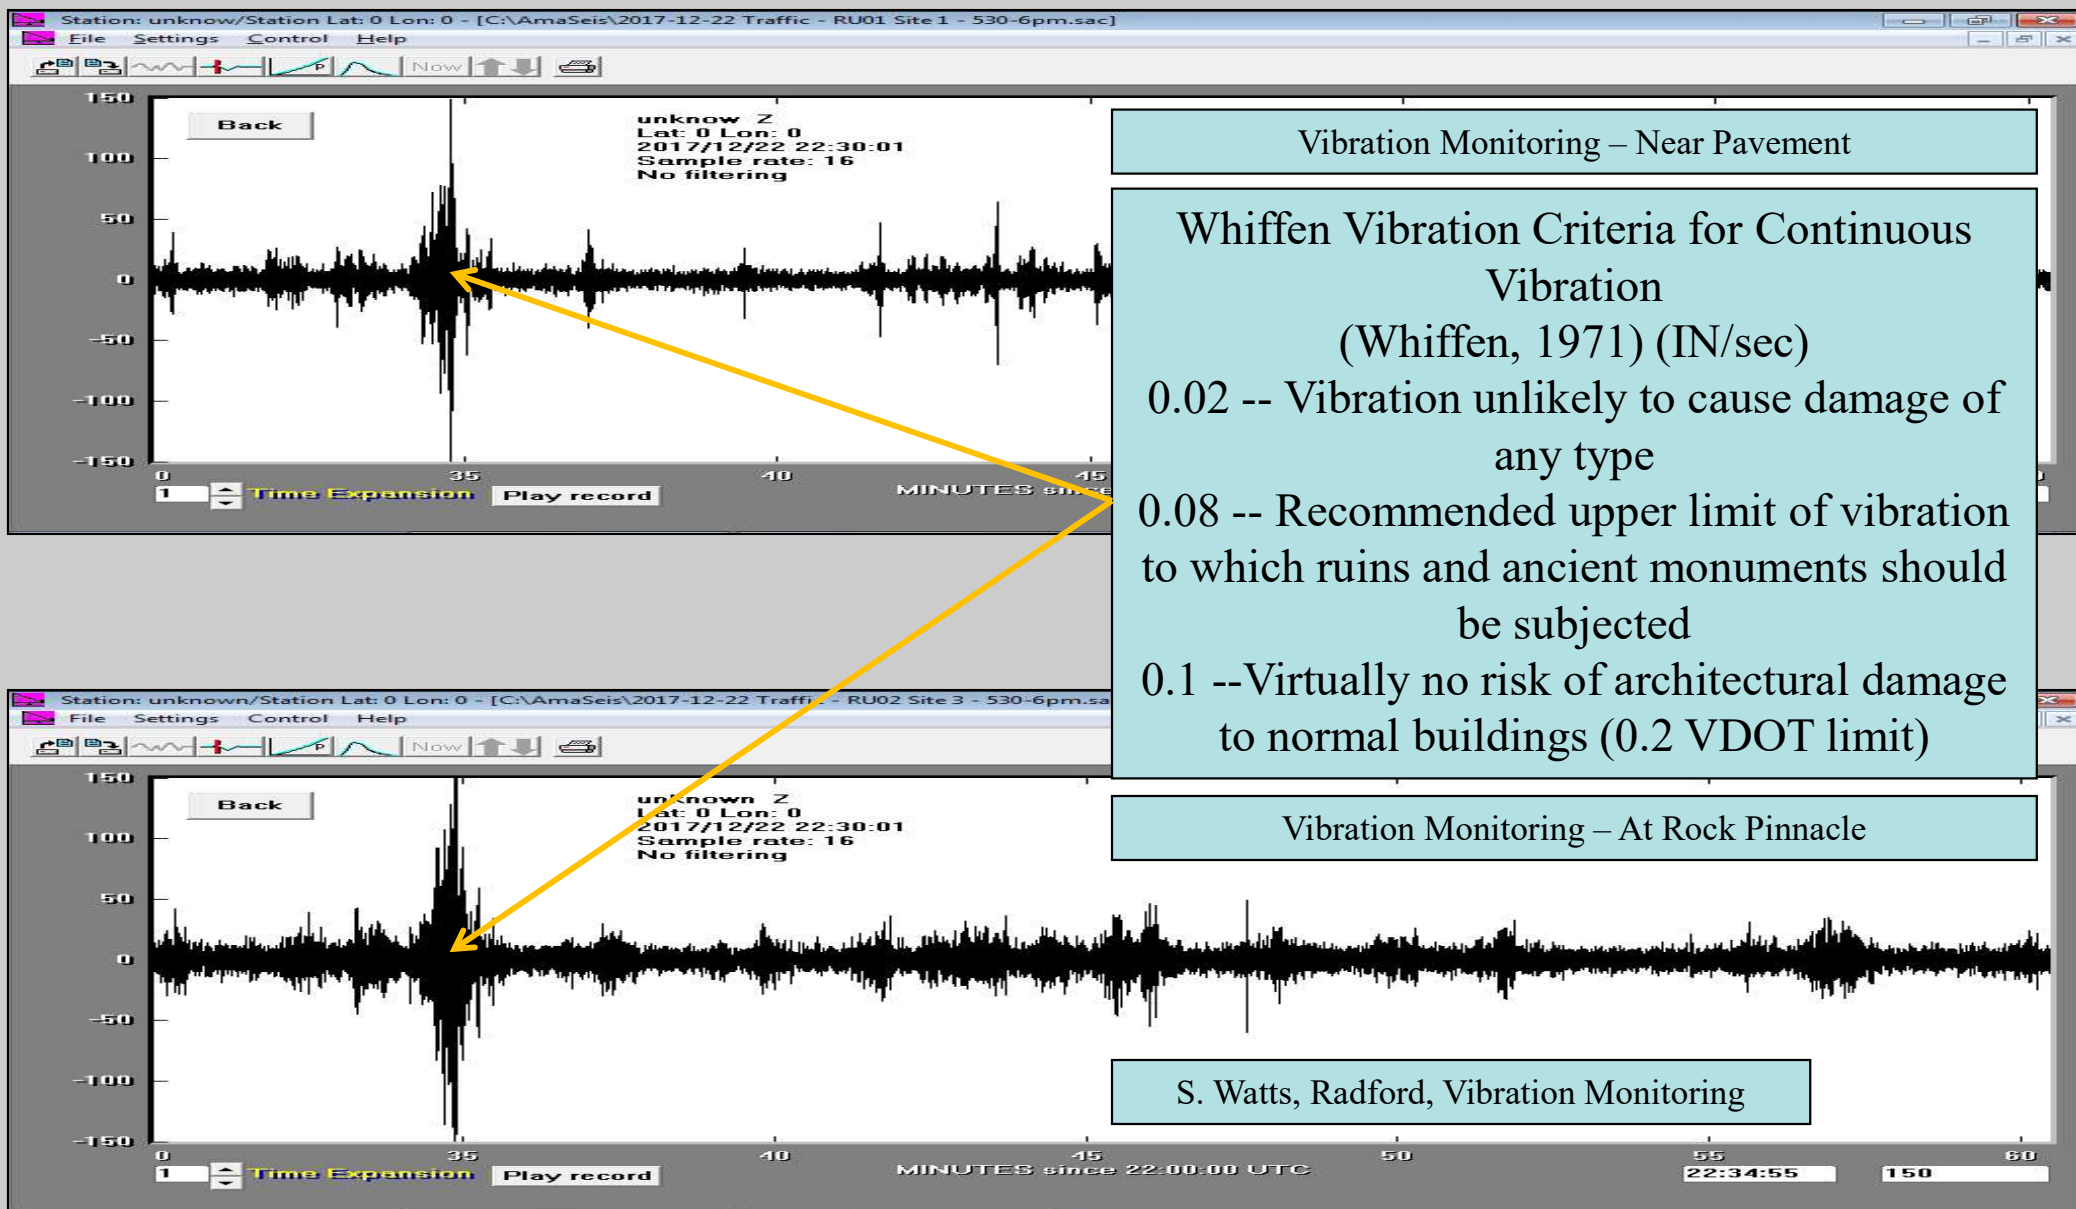 Station: unknow/Station Lat: 0 Lon: 0 - [C:\AmaSeis\2017-12-22 Traffic - RU01 Site 1 - 530-6pm.sac]
File Settings Control Help
P Now
150
Back
unknow Z
Lat: 0 Lon: 0
2017/12/22 22:30:01
Sample rate: 16
No filtering
100
50
0
-50
-100
-150
0 35 40 45
1 Time Expansion Play record MINUTES since
Vibration Monitoring – Near Pavement
Whiffen Vibration Criteria for Continuous
Vibration
(Whiffen, 1971) (IN/sec)
0.02 -- Vibration unlikely to cause damage of
any type
0.08 -- Recommended upper limit of vibration
to which ruins and ancient monuments should
be subjected
0.1 --Virtually no risk of architectural damage
to normal buildings (0.2 VDOT limit)
Station: unknown/Station Lat: 0 Lon: 0 - [C:\AmaSeis\2017-12-22 Traffic - RU02 Site 3 - 530-6pm.sa
File Settings Control Help
P Now
150
Back
unknown Z
Lat: 0 Lon: 0
2017/12/22 22:30:01
Sample rate: 16
No filtering
Vibration Monitoring – At Rock Pinnacle
100
50
0
-50
-100
-150
S. Watts, Radford, Vibration Monitoring
0 35 40 45 50 55 60
1 Time Expansion Play record MINUTES since 22:00:00 UTC 22:34:55 150